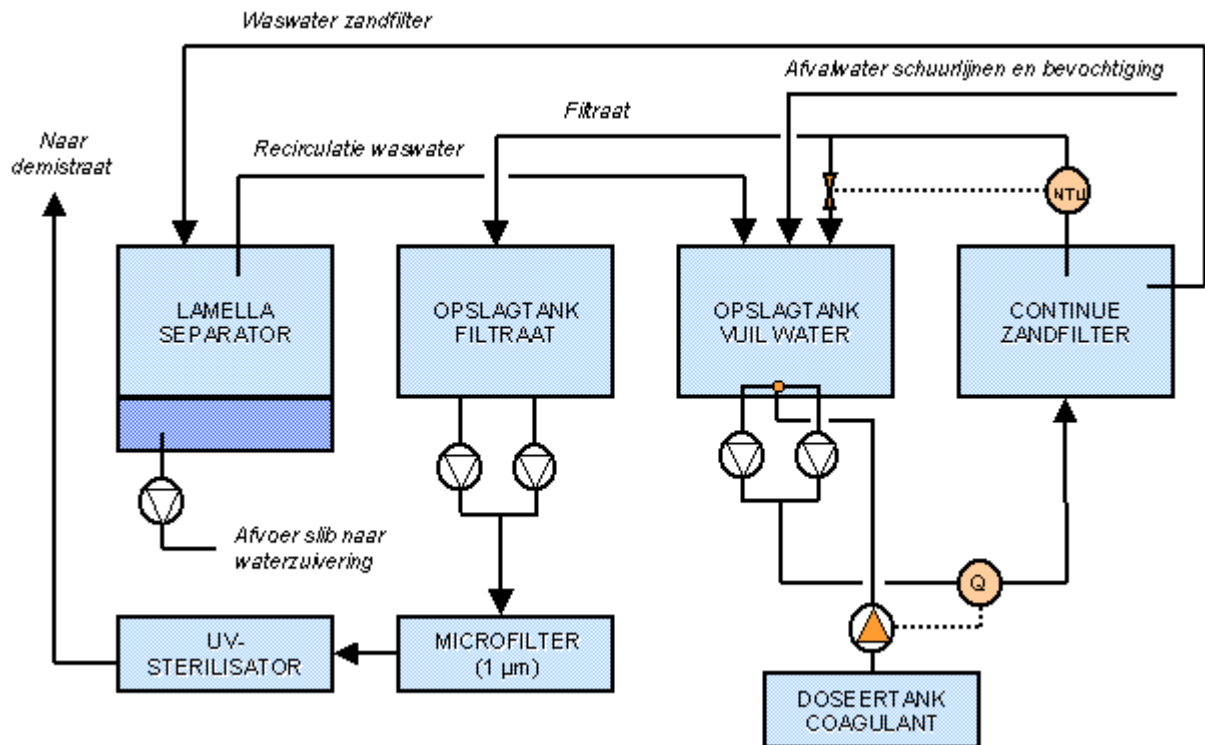 Waswater zandfilter
Afvalwater schuurlijnen en bevochtiging
Filtraat
Naar
demistraat
Recirculatie waswater
NTU
LAMELLA
SEPARATOR
OPSLAGTANK
FILTRAAT
OPSLAGTANK
VUIL WATER
CONTINUE
ZANDFILTER
Afvoer slib naar
waterzuivering
Q
UV-
STERILISATOR
MICROFILTER
(1 µm)
DOSEERTANK
COAGULANT